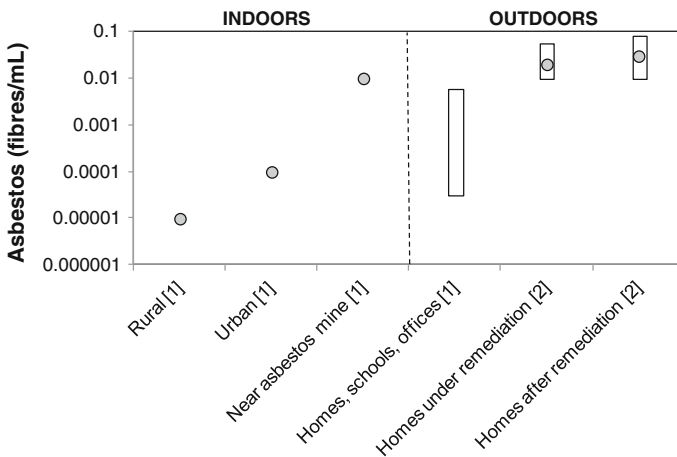 INDOORS OUTDOORS
Asbestos (fibres/mL)
0.1
0.01
0.001
0.0001
0.00001
0.000001
Rural [1]
Urban [1]
Near asbestos mine [1]
Homes, schools, offices [1]
Homes under remediation [2]
Homes after remediation [2]